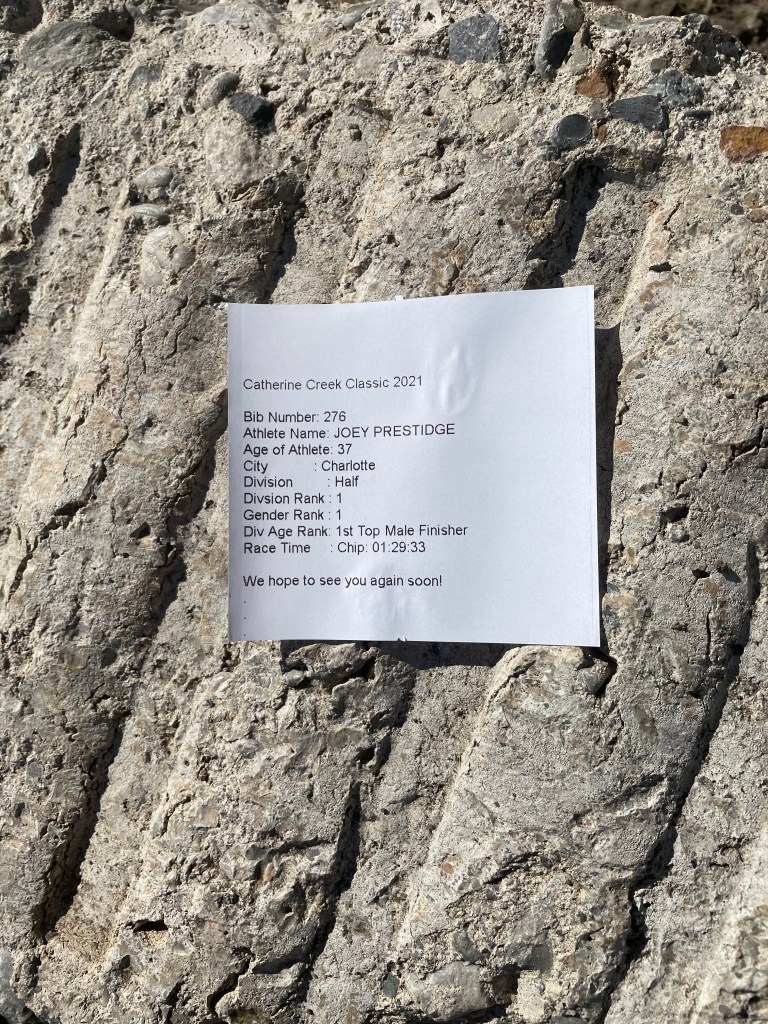 Catherine Creek Classic 2021
Bib Number: 276
Athlete Name: JOEY PRESTIDGE
Age of Athlete: 37
City : Charlotte
Division : Half
Divsion Rank : 1
Gender Rank : 1
Div Age Rank: 1st Top Male Finisher
Race Time : Chip: 01:29:33
We hope to see you again soon!
.
.